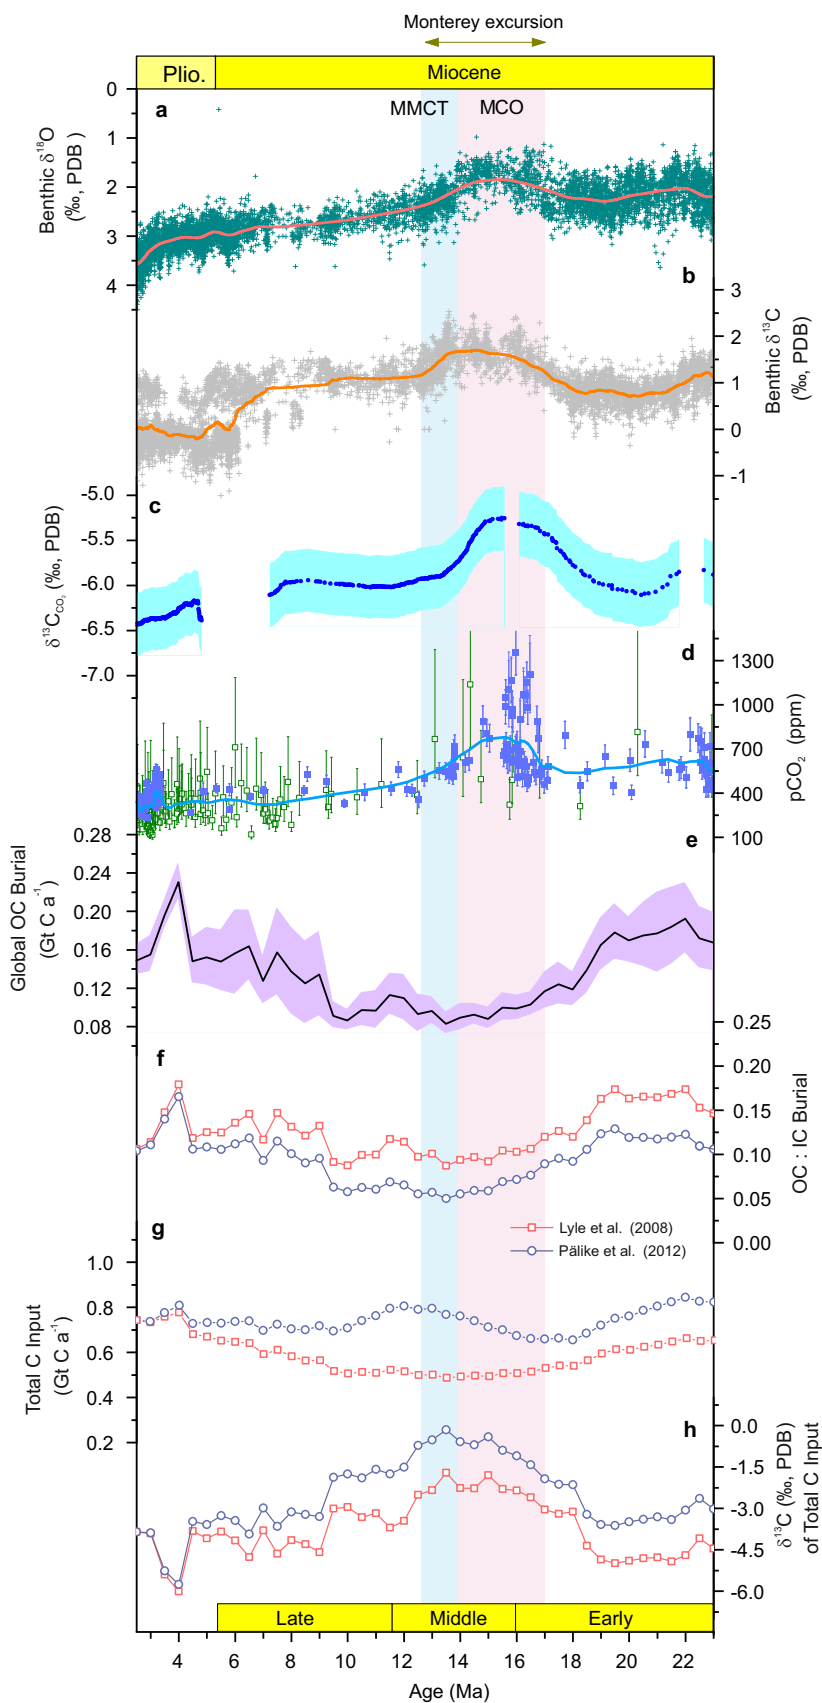 Monterey excursion
Plio.
Miocene
a
MMCT
MCO
0
1
2
3
4
Benthic δ18O
(‰, PDB )
b
3
2
1
0
-1
Benthic δ13C
(‰, PDB)
c
-5.0
-5.5
-6.0
-6.5
-7.0
δ13CCO2 (‰, PDB)
d
1300
1000
700
400
100
pCO2 (ppm)
e
0.28
0.24
0.20
0.16
0.12
0.08
Global OC Burial
(Gt C a-1)
f
0.25
0.20
0.15
0.10
0.05
0.00
OC : IC Burial
g
Lyle et al. (2008)
Pälike et al. (2012)
1.0
0.8
0.6
0.4
0.2
Total C Input
(Gt C a-1)
h
0.0
-1.5
-3.0
-4.5
-6.0
δ13C (‰, PDB)
of Total C Input
Late
Middle
Early
4 6 8 10 12 14 16 18 20 22
Age (Ma)